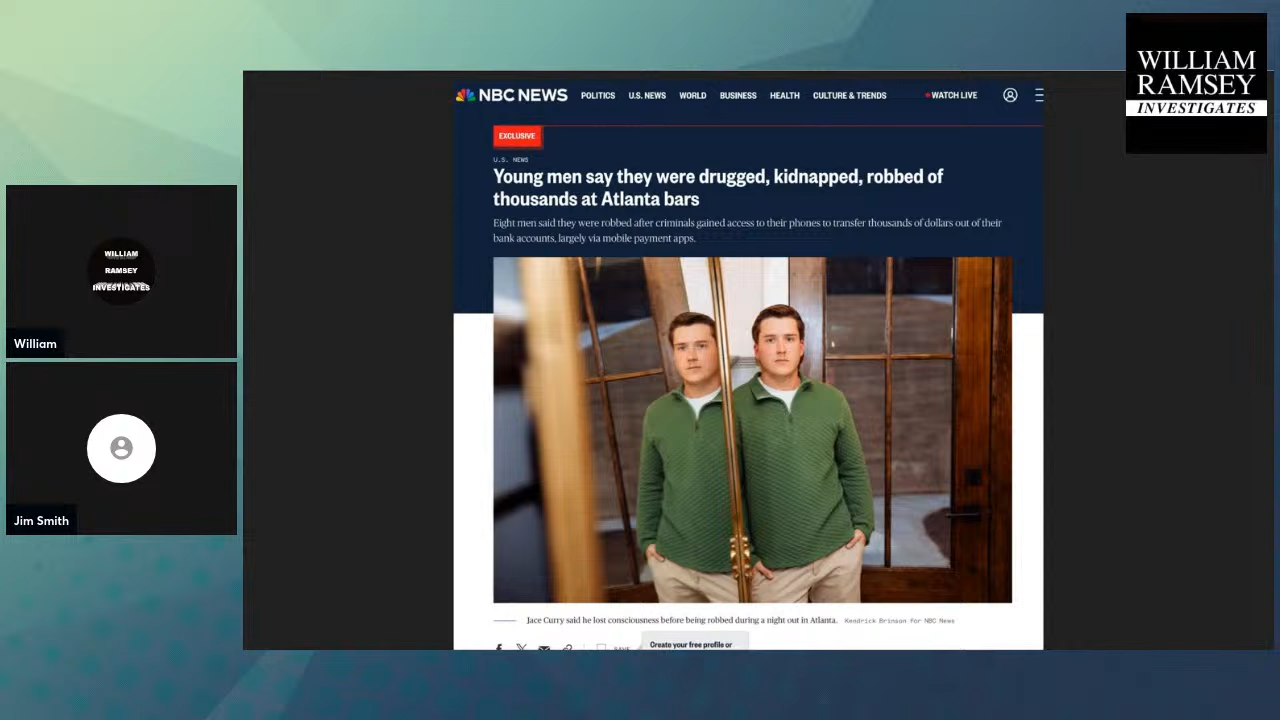 WILLIAM
RAMSEY
INVESTIGATES
NBC NEWS POLITICS U.S. NEWS WORLD BUSINESS HEALTH CULTURE & TRENDS WATCH LIVE
EXCLUSIVE
U.S. NEWS
Young men say they were drugged, kidnapped, robbed of
thousands at Atlanta bars
Eight men said they were robbed after criminals gained access to their phones to transfer thousands of dollars out of their
bank accounts, largely via mobile payment apps.
WILLIAM
RAMSEY
INVESTIGATES
William
Jim Smith
Jace Curry said he lost consciousness before being robbed during a night out in Atlanta. Kendrick Brinson for NBC News
SAVE
Create your free profile or